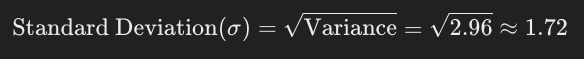 Standard Deviation(σ) = √Variance = √2.96 ≈ 1.72